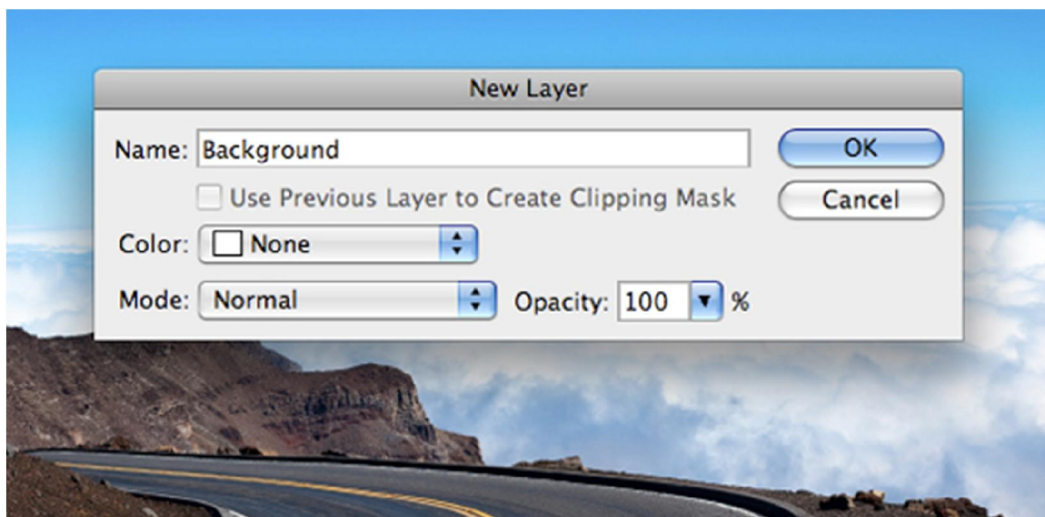 New Layer
Name: Background
OK
Use Previous Layer to Create Clipping Mask
Cancel
Color: None
Mode: Normal Opacity: 100 %